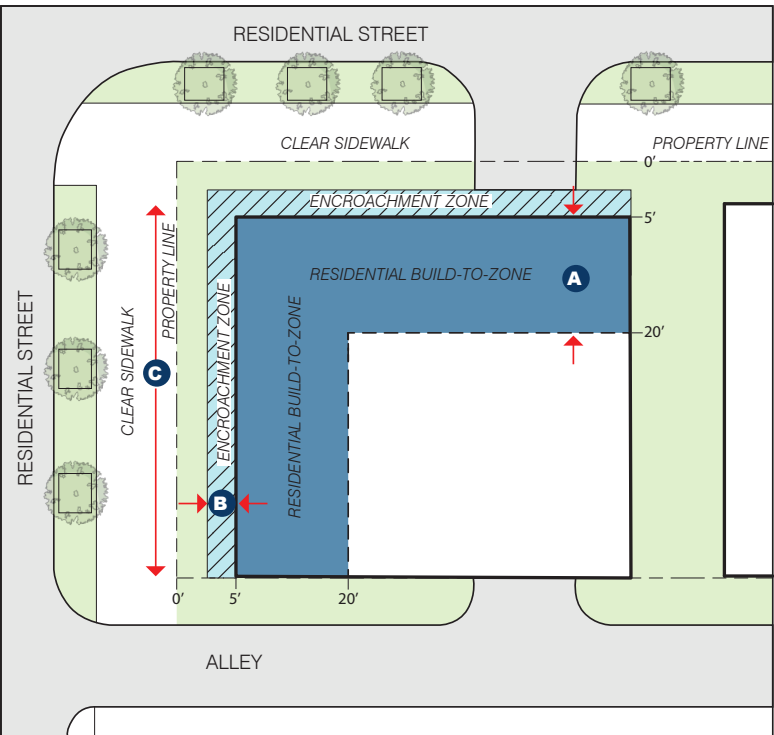 RESIDENTIAL STREET
CLEAR SIDEWALK
PROPERTY LINE
0’
ENCROACHMENT ZONE
5’
RESIDENTIAL BUILD-TO-ZONE
A
20’
RESIDENTIAL STREET
CLEAR SIDEWALK
C
PROPERTY LINE
ENCROACHMENT ZONE
B
RESIDENTIAL BUILD-TO-ZONE
0’
5’
20’
ALLEY